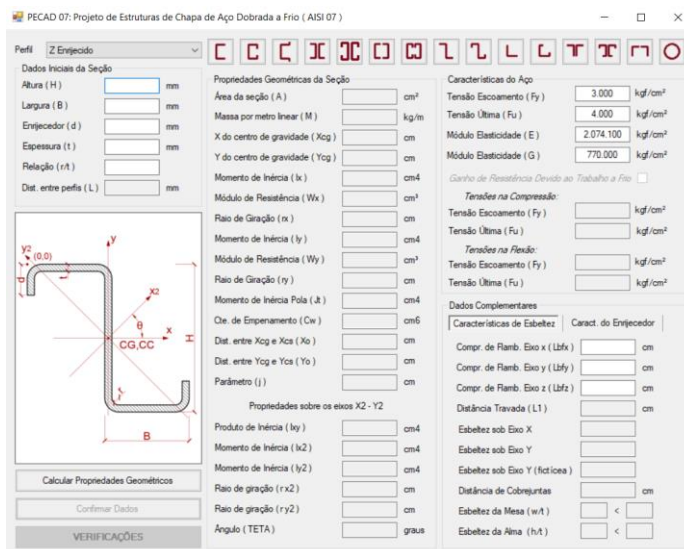 PECAD 07: Projeto de Estruturas de Chapa de Aço Dobrada a Frio ( AISI 07 )
Perfil Z Enrijecido
Dados Iniciais da Seção
Altura ( H ) mm
Largura ( B ) mm
Enrijecedor ( d ) mm
Espessura ( t ) mm
Relação ( r/t )
Dist. entre perfis ( L ) mm
y2
(0,0)
y
d
t
x2
θ
x
CG,CC
H
r
B
Calcular Propriedades Geométricos
Confirmar Dados
VERIFICAÇÕES
Propriedades Geométricas da Seção
Área da seção ( A ) cm²
Massa por metro linear ( M ) kg/m
X do centro de gravidade ( Xcg ) cm
Y do centro de gravidade ( Ycg ) cm
Momento de Inércia ( Ix ) cm4
Módulo de Resistência ( Wx ) cm³
Raio de Giração ( rx ) cm
Momento de Inércia ( Iy ) cm4
Módulo de Resistência ( Wy ) cm³
Raio de Giração ( ry ) cm
Momento de Inércia Pola ( Jt ) cm4
Cte. de Empenamento ( Cw ) cm6
Dist. entre Xcg e Xcs ( Xo ) cm
Dist. entre Ycg e Ycs ( Yo ) cm
Parâmetro ( j ) cm
Propriedades sobre os eixos X2 - Y2
Produto de Inércia ( Ixy ) cm4
Momento de Inércia ( Ix2 ) cm4
Momento de Inércia ( Iy2 ) cm4
Raio de giração ( r x2 ) cm
Raio de giração ( r y2 ) cm
Ângulo ( TETA ) graus
Características do Aço
Tensão Escoamento ( Fy ) 3.000 kgf/cm²
Tensão Última ( Fu ) 4.000 kgf/cm²
Módulo Elasticidade ( E ) 2.074.100 kgf/cm²
Módulo Elasticidade ( G ) 770.000 kgf/cm²
Ganho de Resistência Devido ao Trabalho a Frio
Tensões na Compressão:
Tensão Escoamento ( Fy ) kgf/cm²
Tensão Última ( Fu )
Tensões na Flexão:
Tensão Escoamento ( Fy ) kgf/cm²
Tensão Última ( Fu )
Dados Complementares
Características de Esbeltez Caract. do Enrijecedor
Compr. de Flamb. Eixo x ( Lbfx ) cm
Compr. de Flamb. Eixo y ( Lbfy ) cm
Compr. de Flamb. Eixo z ( Lbfz ) cm
Distância Travada ( L1 ) cm
Esbeltez sob Eixo X
Esbeltez sob Eixo Y
Esbeltez sob Eixo Y (fictícea )
Distância de Cobrejuntas cm
Esbeltez da Mesa ( w/t ) <
Esbeltez da Alma ( h/t ) <